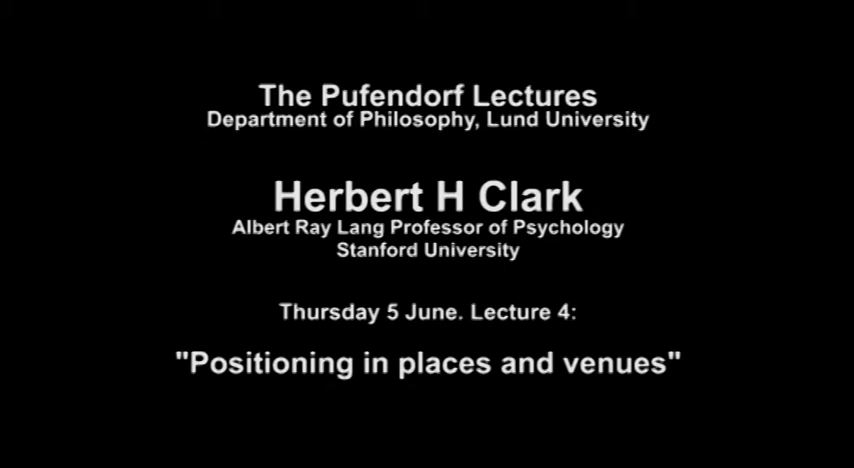 The Pufendorf Lectures
Department of Philosophy, Lund University
Herbert H Clark
Albert Ray Lang Professor of Psychology
Stanford University
Thursday 5 June. Lecture 4:
"Positioning in places and venues"